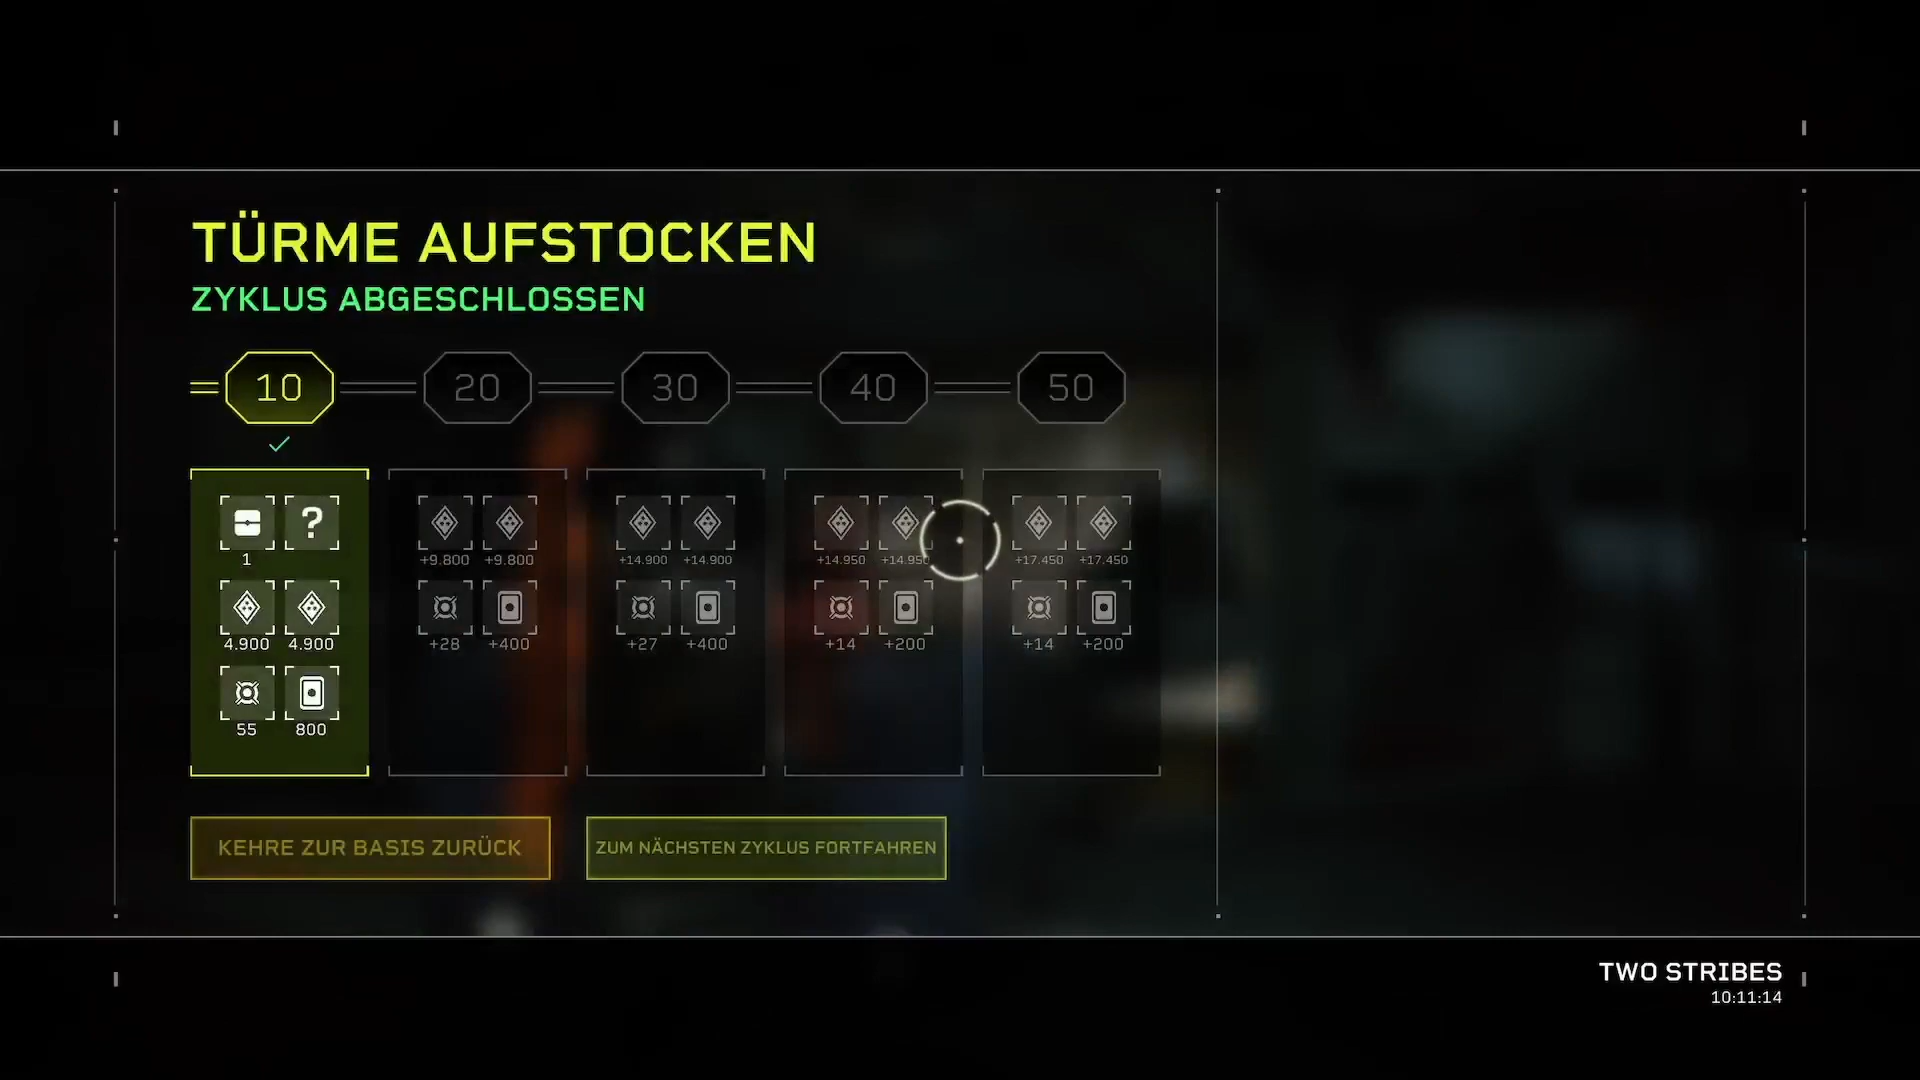 TÜRME AUFSTOCKEN
ZYKLUS ABGESCHLOSSEN
10 20 30 40 50
? +9.800 +9.800 +14.900 +14.900 +14.950 +14.950 +17.450 +17.450
1
4.900 4.900 +28 +400 +27 +400 +14 +200 +14 +200
55 800
KEHRE ZUR BASIS ZURÜCK ZUM NÄCHSTEN ZYKLUS FORTFAHREN
TWO STRIBES
10:11:14